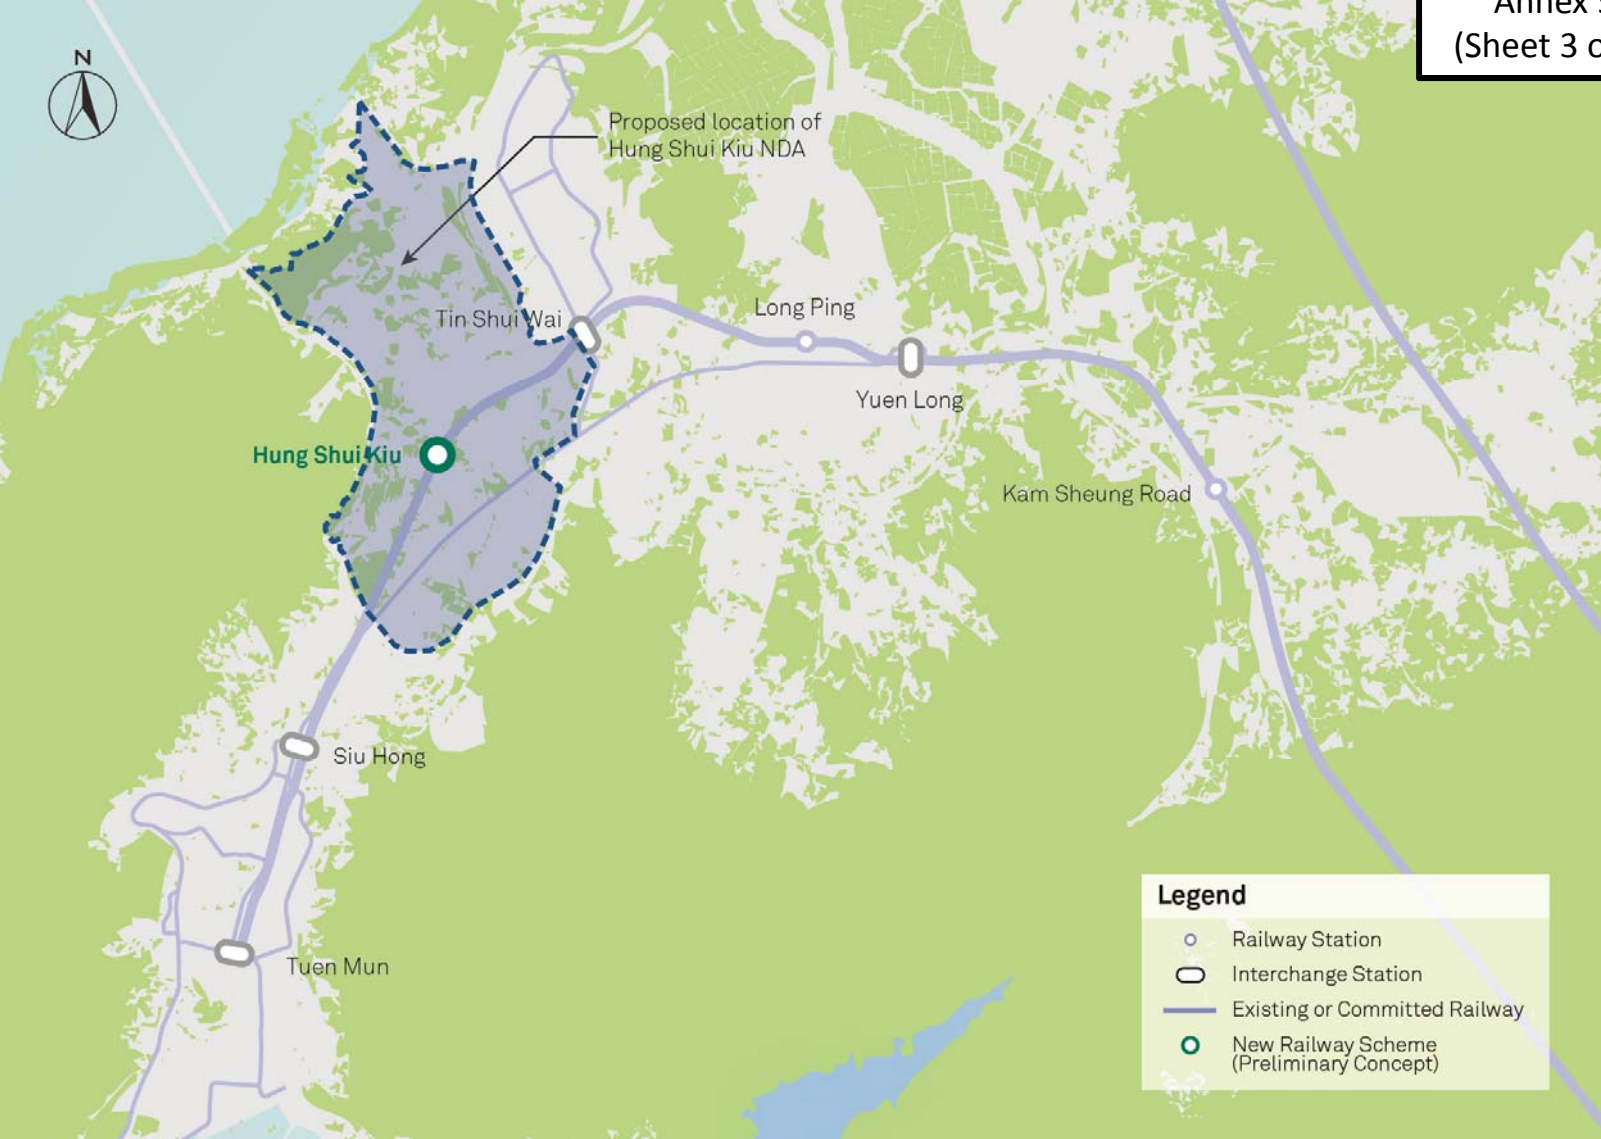 Annex
(Sheet 3
N
Proposed location of
Hung Shui Kiu NDA
Tin Shui Wai
Long Ping
Yuen Long
Hung Shui Kiu
Kam Sheung Road
Siu Hong
Tuen Mun
Legend
Railway Station
Interchange Station
Existing or Committed Railway
New Railway Scheme
(Preliminary Concept)